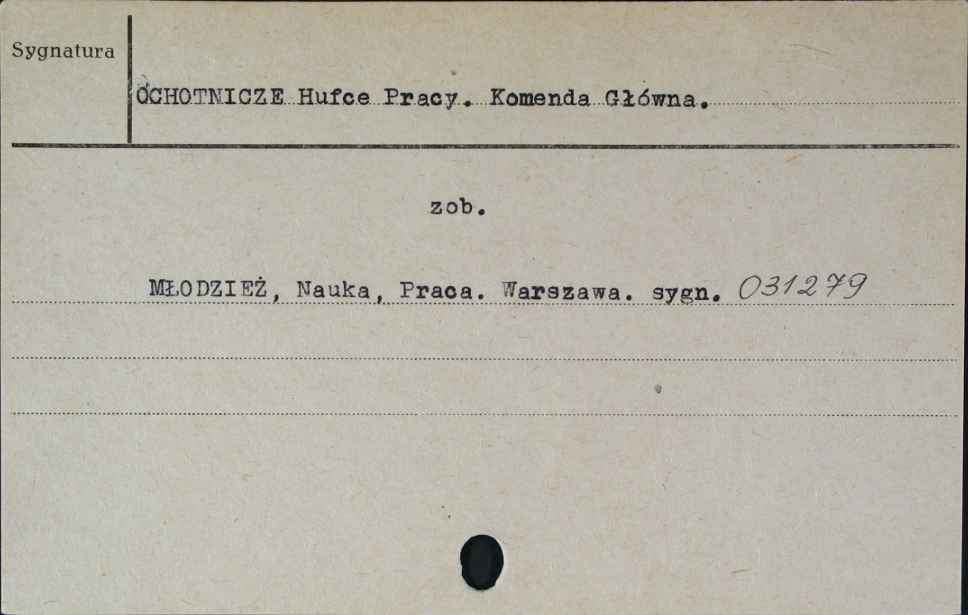 Sygnatura
OCHOTNICZE Hufce Pracy. Komenda Główna.
zob.
MŁODZIEŻ, Nauka, Praca. Warszawa. sygn. 031279